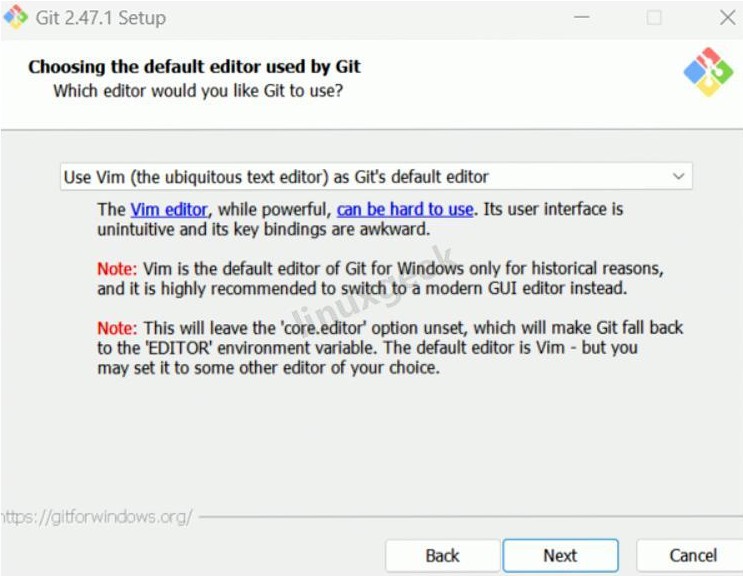 Git 2.47.1 Setup
Choosing the default editor used by Git
Which editor would you like Git to use?
Use Vim (the ubiquitous text editor) as Git's default editor
The Vim editor, while powerful, can be hard to use. Its user interface is
unintuitive and its key bindings are awkward.
Note: Vim is the default editor of Git for Windows only for historical reasons,
and it is highly recommended to switch to a modern GUI editor instead.
Note: This will leave the 'core.editor' option unset, which will make Git fall back
to the 'EDITOR' environment variable. The default editor is Vim - but you
may set it to some other editor of your choice.
linuxgeek
https://gitforwindows.org/
Back
Next
Cancel